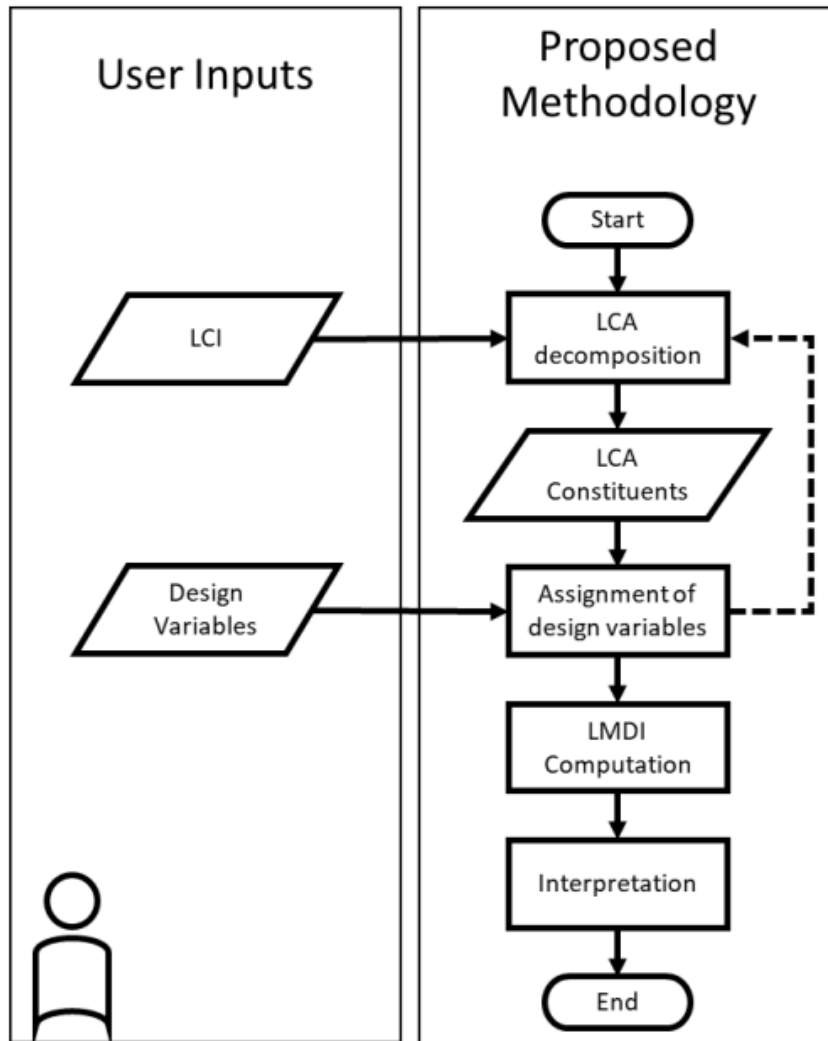 User Inputs
Proposed
Methodology
Start
LCI
LCA
decomposition
LCA
Constituents
Design
Variables
Assignment of
design variables
LMDI
Computation
Interpretation
End